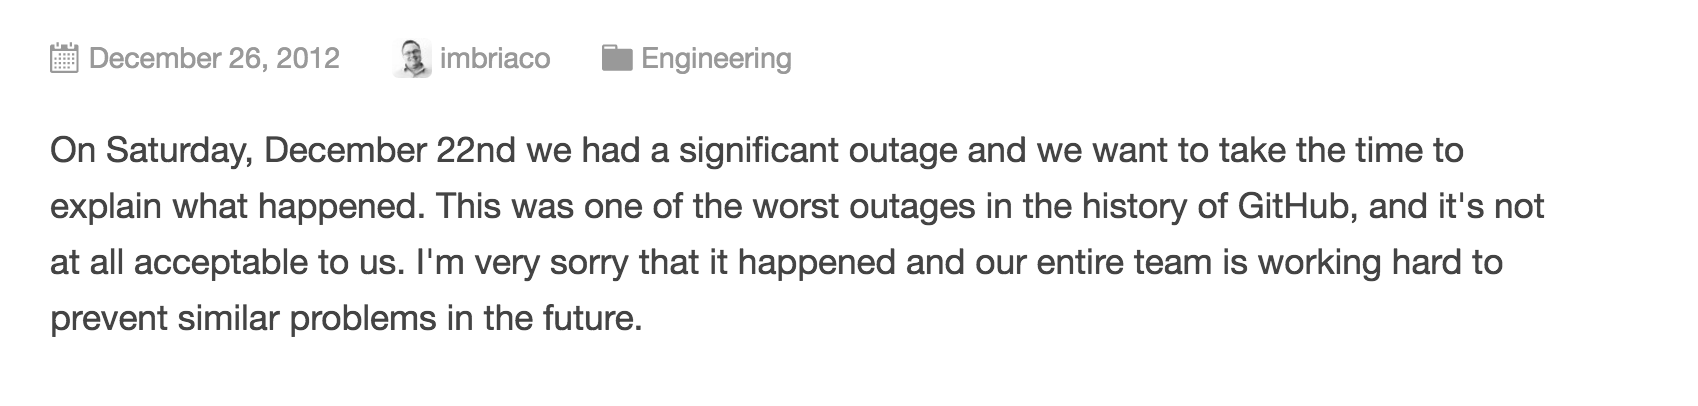 December 26, 2012 imbriaco Engineering
On Saturday, December 22nd we had a significant outage and we want to take the time to
explain what happened. This was one of the worst outages in the history of GitHub, and it's not
at all acceptable to us. I'm very sorry that it happened and our entire team is working hard to
prevent similar problems in the future.